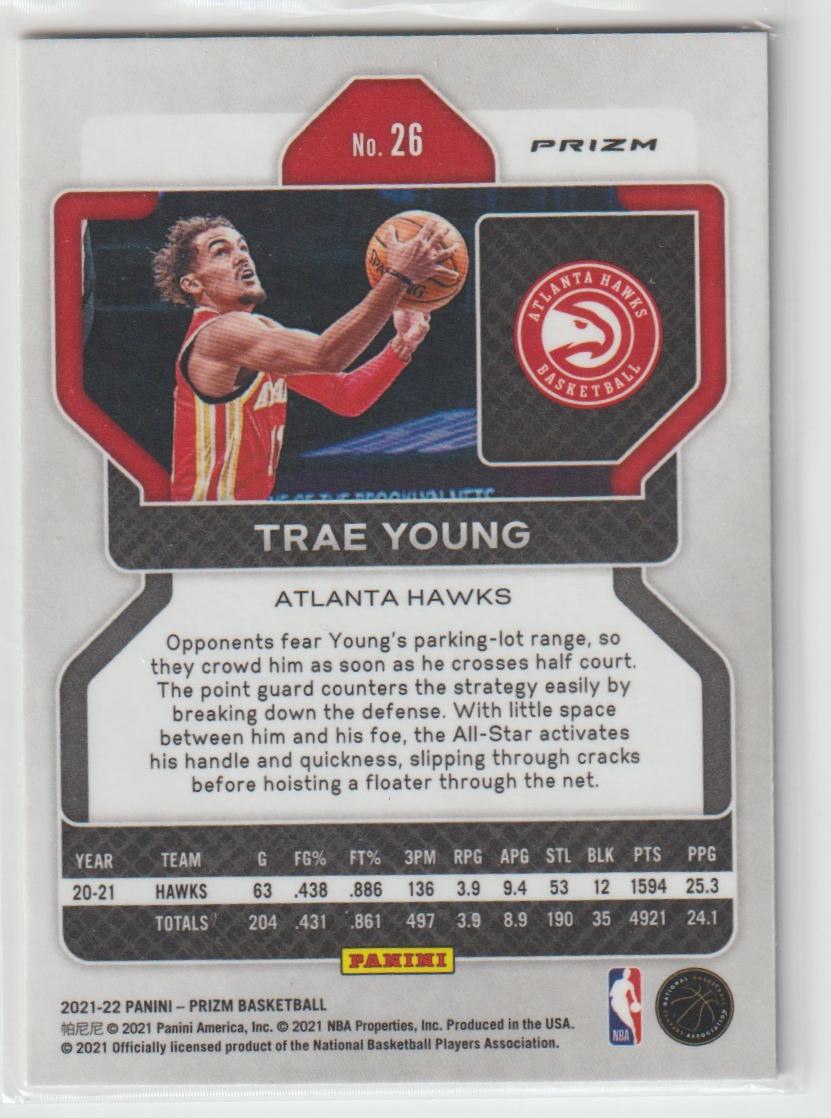 No. 26
PRIZM
SPALDING
ATLANTA HAWKS
BASKETBALL
TRAE YOUNG
ATLANTA HAWKS
Opponents fear Young's parking-lot range, so
they crowd him as soon as he crosses half court.
The point guard counters the strategy easily by
breaking down the defense. With little space
between him and his foe, the All-Star activates
his handle and quickness, slipping through cracks
before hoisting a floater through the net.
YEAR TEAM G FG% FT% 3PM RPG APG STL BLK PTS PPG
20-21 HAWKS 63 .438 .886 136 3.9 9.4 53 12 1594 25.3
TOTALS 204 .431 .861 497 3.9 8.9 190 35 4921 24.1
PANINI
2021-22 PANINI – PRIZM BASKETBALL
帕尼尼 © 2021 Panini America, Inc. © 2021 NBA Properties, Inc. Produced in the USA.
© 2021 Officially licensed product of the National Basketball Players Association.
NBA